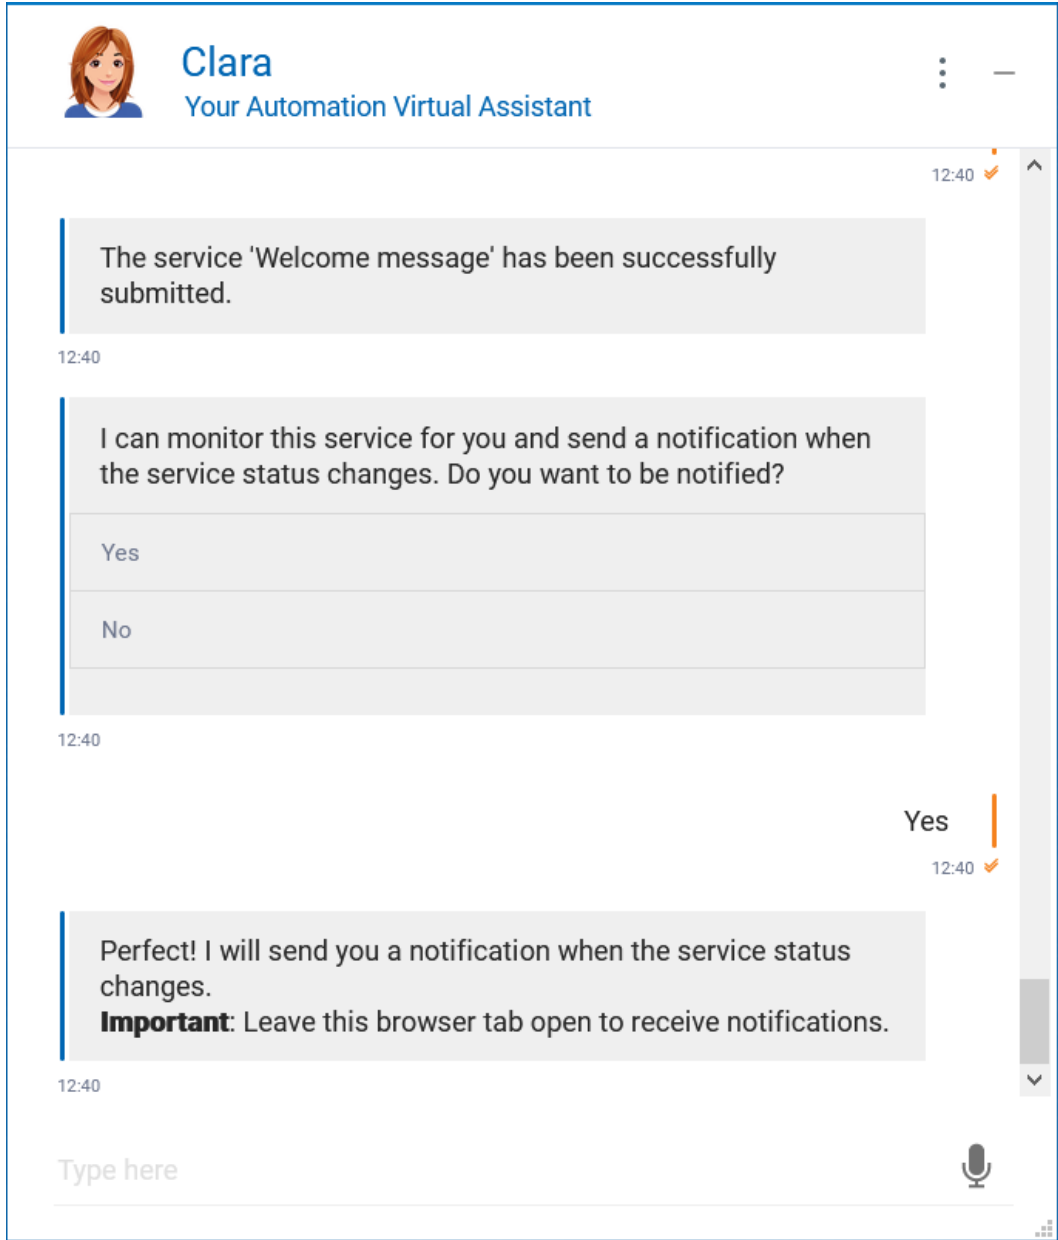 Clara
Your Automation Virtual Assistant
12:40
The service 'Welcome message' has been successfully
submitted.
12:40
I can monitor this service for you and send a notification when
the service status changes. Do you want to be notified?
Yes
No
12:40
Yes
12:40
Perfect! I will send you a notification when the service status
changes.
Important: Leave this browser tab open to receive notifications.
12:40
Type here